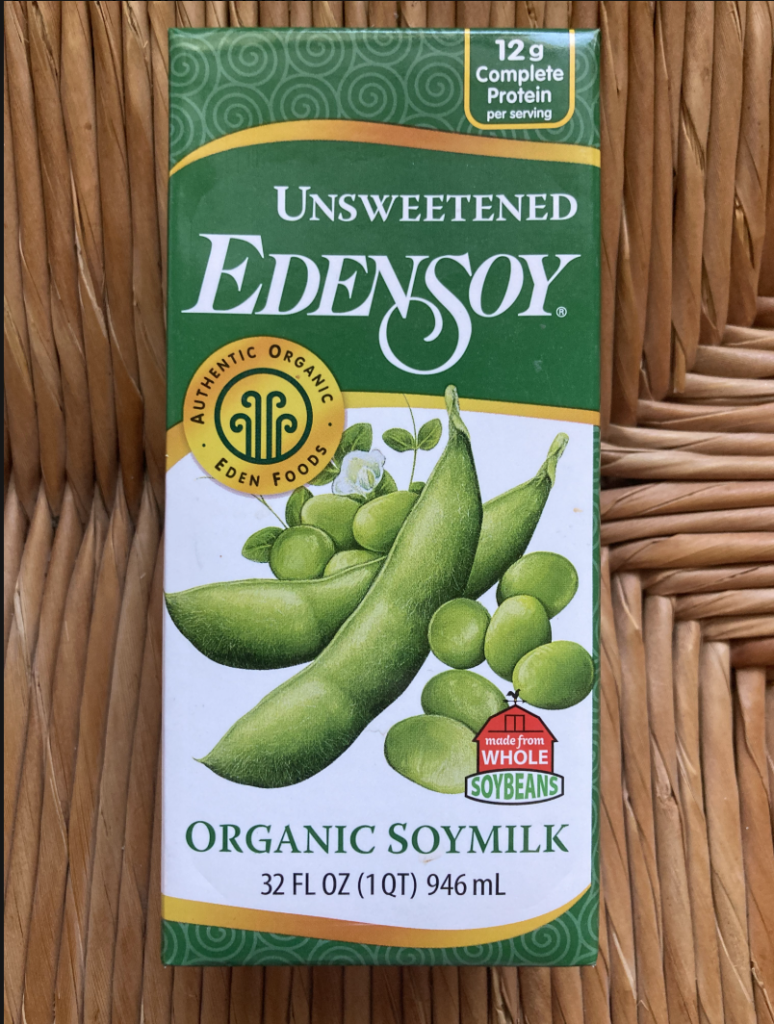 12g
Complete
Protein
per serving
UNSWEETENED
EDENSOY®
AUTHENTIC ORGANIC
· EDEN FOODS ·
made from
WHOLE
SOYBEANS
ORGANIC SOYMILK
32 FL OZ (1 QT) 946 mL